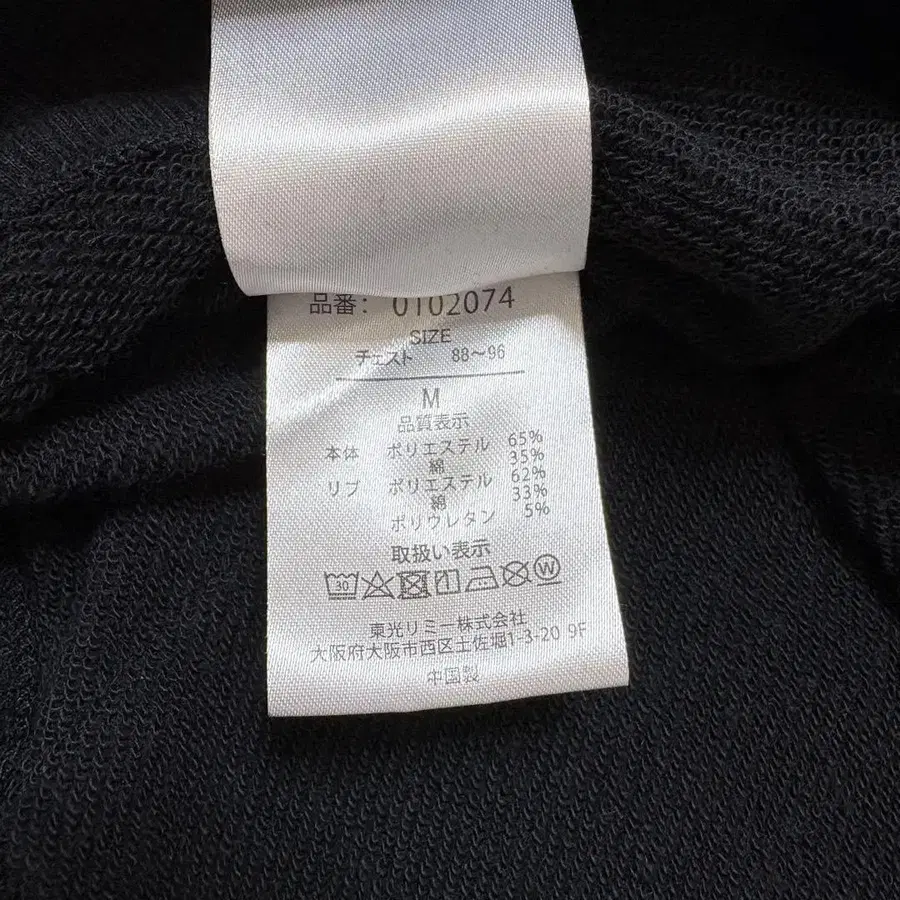 品番: 0102074
SIZE
チェスト 88～96
M
品質表示
本体 ポリエステル 65%
綿 35%
リブ ポリエステル 62%
綿 33%
ポリウレタン 5%
取扱い表示
30 W
東光リミー株式会社
大阪府大阪市西区土佐堀1-3-20 9F
中国製